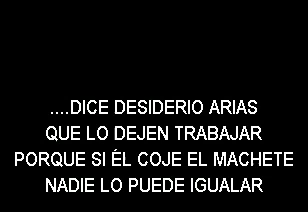 ....DICE DESIDERIO ARIAS
QUE LO DEJEN TRABAJAR
PORQUE SI ÉL COJE EL MACHETE
NADIE LO PUEDE IGUALAR